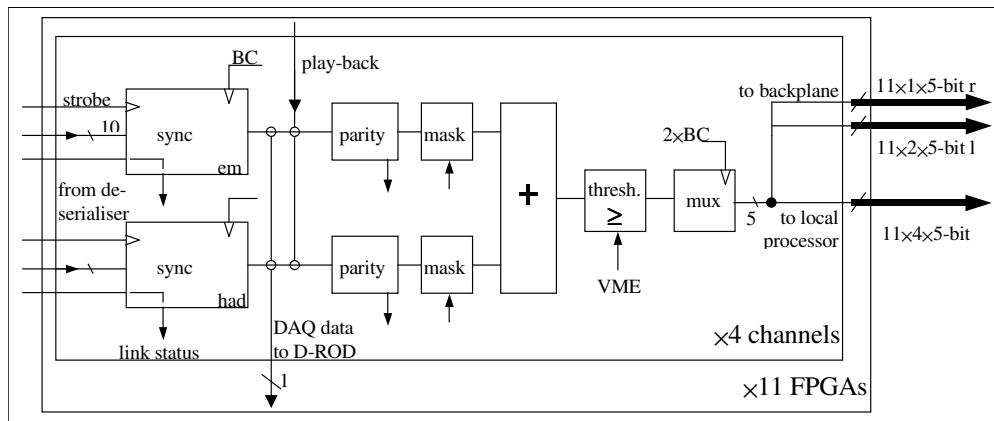 BC
play-back
strobe
10
sync
em
parity
mask
from de-
serialiser
sync
had
parity
mask
link status
DAQ data
to D-ROD
1
+
thresh.
≥
VME
2×BC
mux
5
to backplane
to local
processor
11×1×5-bit r
11×2×5-bit l
11×4×5-bit
×4 channels
×11 FPGAs